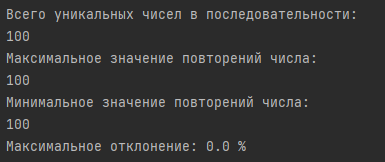 Всего уникальных чисел в последовательности:
100
Максимальное значение повторений числа:
100
Минимальное значение повторений числа:
100
Максимальное отклонение: 0.0 %